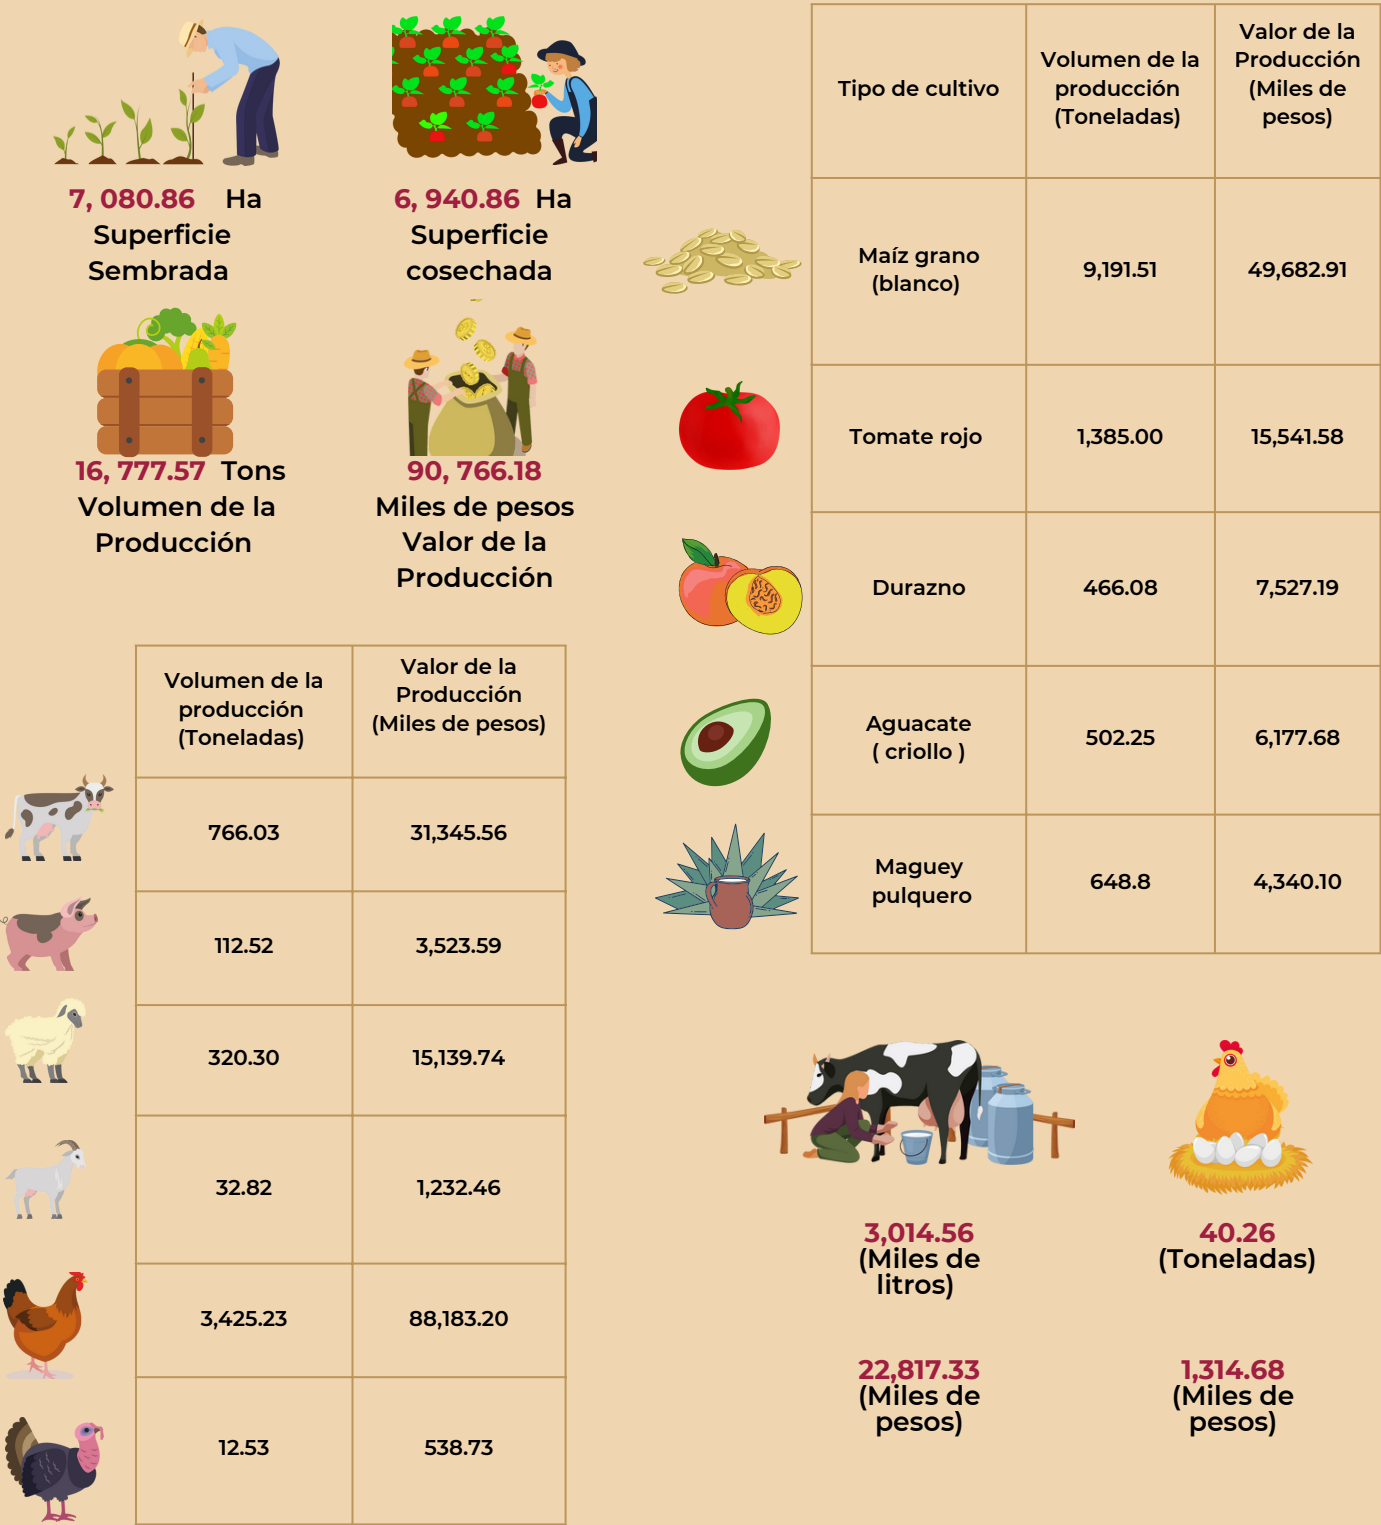 7, 080.86 Ha
Superficie
Sembrada
6, 940.86 Ha
Superficie
cosechada
16, 777.57 Tons
Volumen de la
Producción
90, 766.18
Miles de pesos
Valor de la
Producción
Tipo de cultivo
Volumen de la
producción
(Toneladas)
Valor de la
Producción
(Miles de
pesos)
Maíz grano
(blanco)
9,191.51
49,682.91
Tomate rojo
1,385.00
15,541.58
Durazno
466.08
7,527.19
Aguacate
( criollo )
502.25
6,177.68
Maguey
pulquero
648.8
4,340.10
Volumen de la
producción
(Toneladas)
Valor de la
Producción
(Miles de pesos)
766.03
31,345.56
112.52
3,523.59
320.30
15,139.74
32.82
1,232.46
3,425.23
88,183.20
12.53
538.73
3,014.56
(Miles de
litros)
22,817.33
(Miles de
pesos)
40.26
(Toneladas)
1,314.68
(Miles de
pesos)